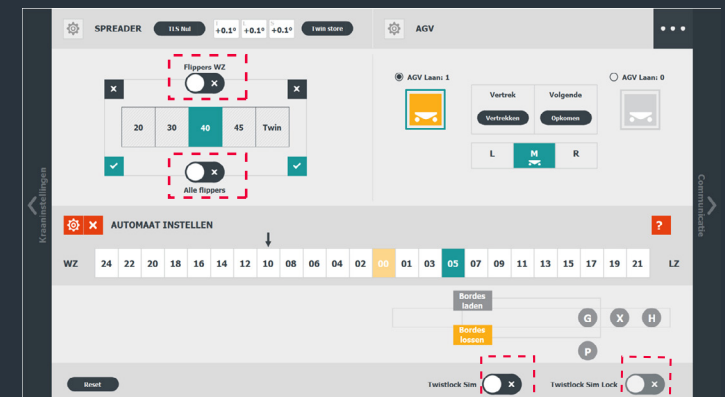 SPREADER TLS Nul +0.1° +0.1° +0.1° Twin store
AGV
Flippers WZ
20 30 40 45 Twin
Alle flippers
AGV Laan: 1
Vertrek Volgende
Vertrekken Opkomen
L M R
AGV Laan: 0
Kraaninstellingen
Communicatie
AUTOMAAT INSTELLEN ?
WZ 24 22 20 18 16 14 12 10 08 06 04 02 00 01 03 05 07 09 11 13 15 17 19 21 LZ
Bordes
laden
G X H
Bordes
lossen
P
Reset Twistlock Sim Twistlock Sim Lock